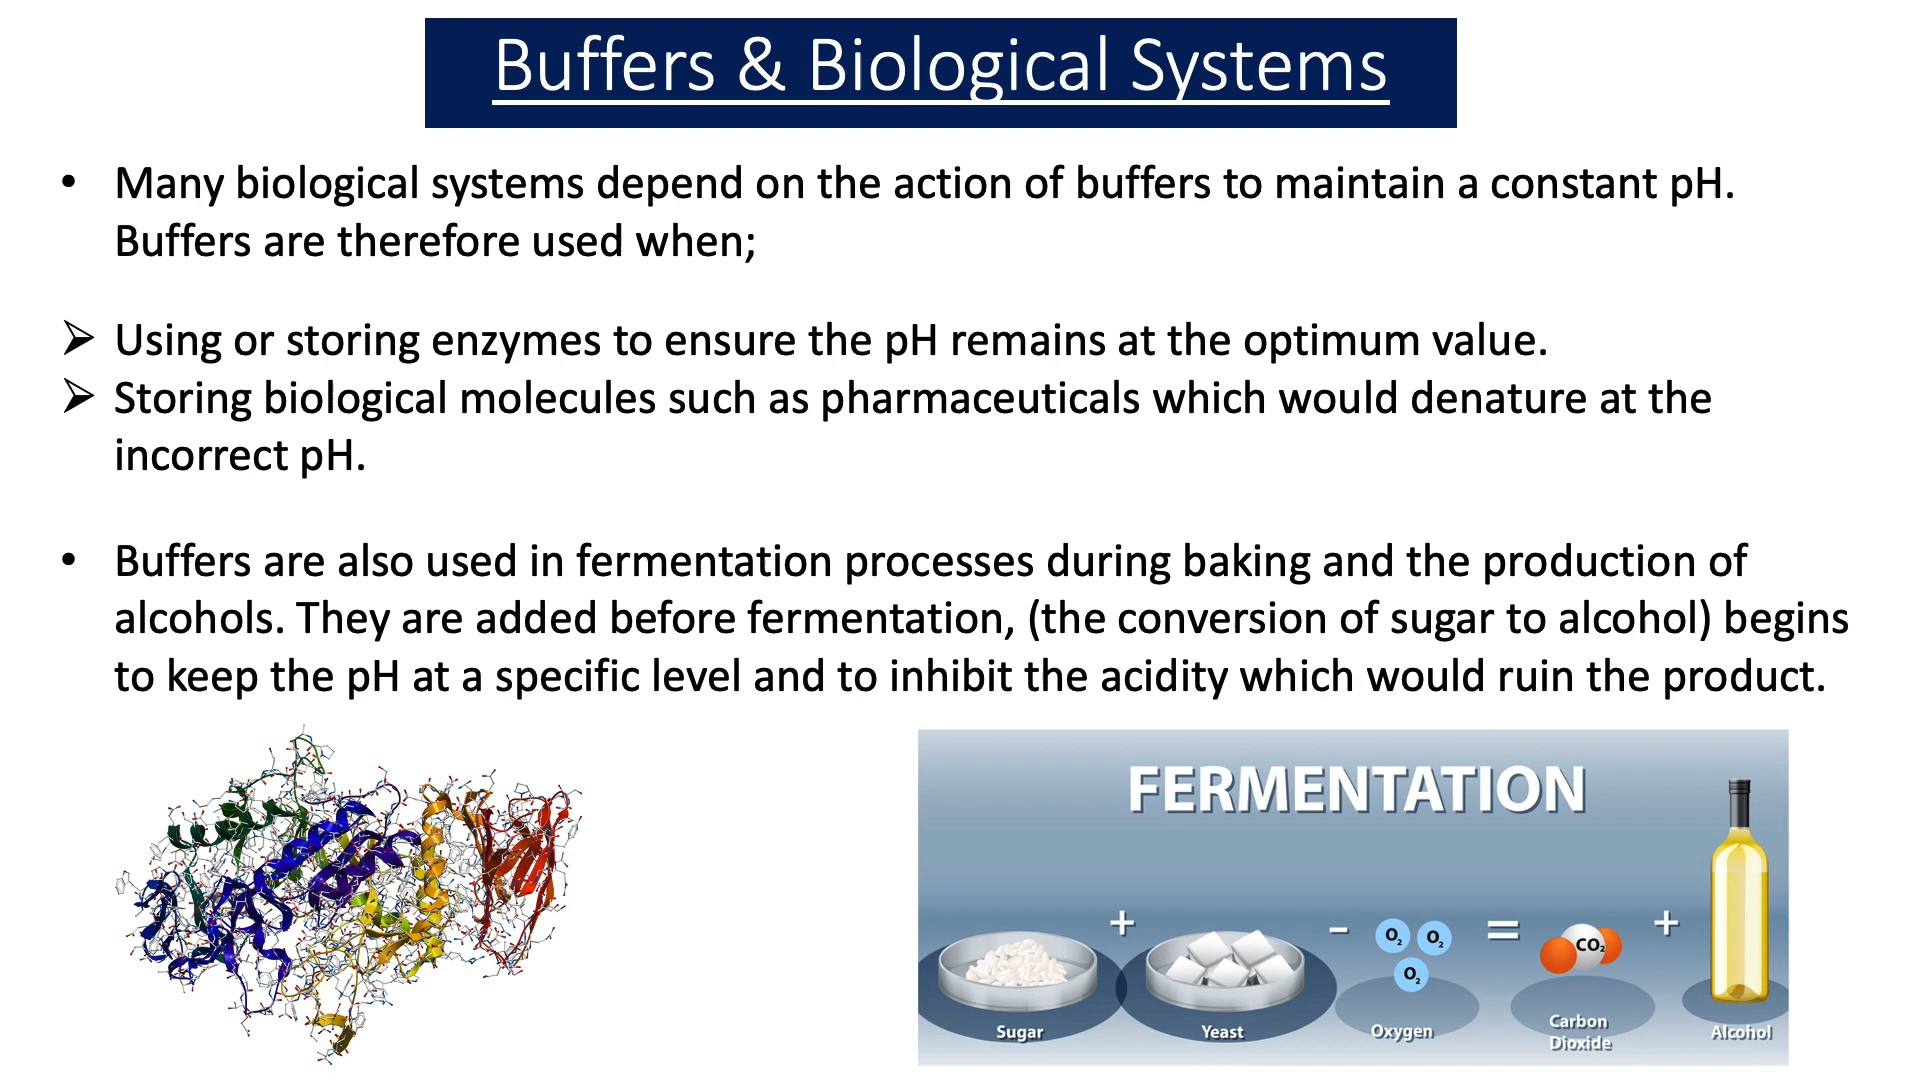 Buffers & Biological Systems
• Many biological systems depend on the action of buffers to maintain a constant pH.
Buffers are therefore used when;
➢ Using or storing enzymes to ensure the pH remains at the optimum value.
➢ Storing biological molecules such as pharmaceuticals which would denature at the
incorrect pH.
• Buffers are also used in fermentation processes during baking and the production of
alcohols. They are added before fermentation, (the conversion of sugar to alcohol) begins
to keep the pH at a specific level and to inhibit the acidity which would ruin the product.
FERMENTATION
+ – O₂ O₂ O₂ = CO₂ +
Sugar Yeast Oxygen Carbon Dioxide Alcohol